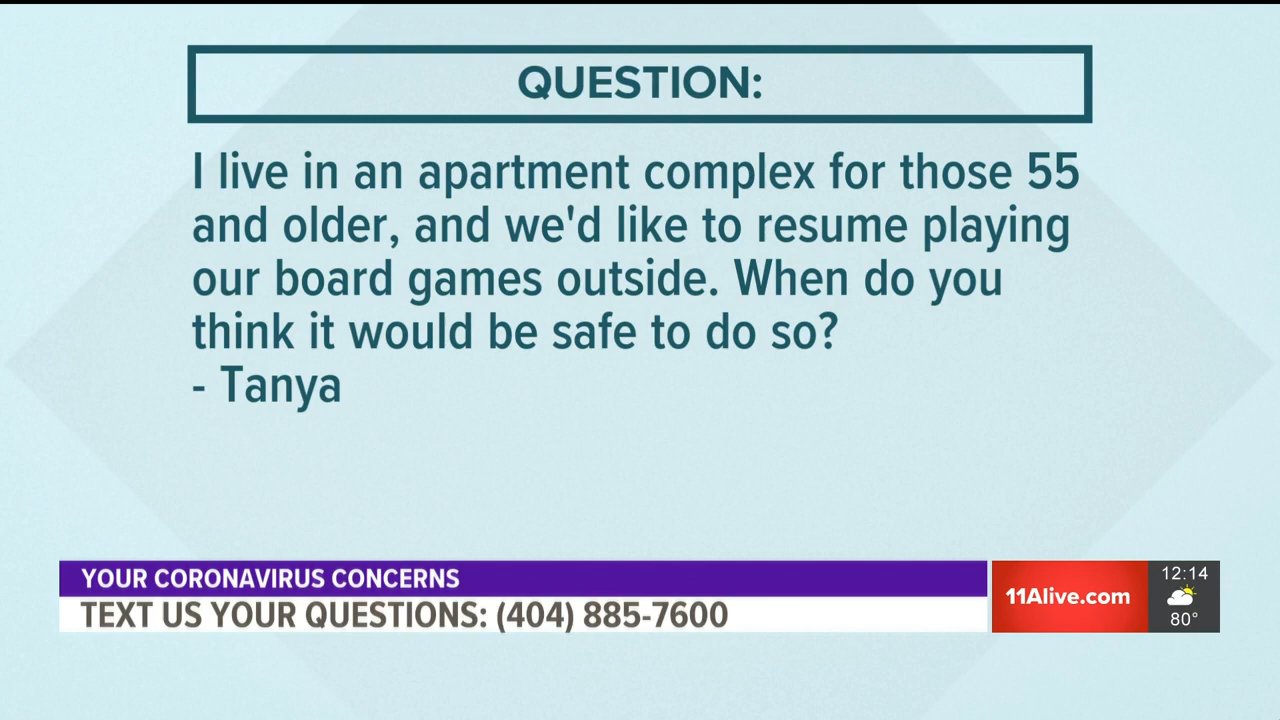 QUESTION:
I live in an apartment complex for those 55
and older, and we'd like to resume playing
our board games outside. When do you
think it would be safe to do so?
- Tanya
YOUR CORONAVIRUS CONCERNS
TEXT US YOUR QUESTIONS: (404) 885-7600
11Alive.com
12:14
80°